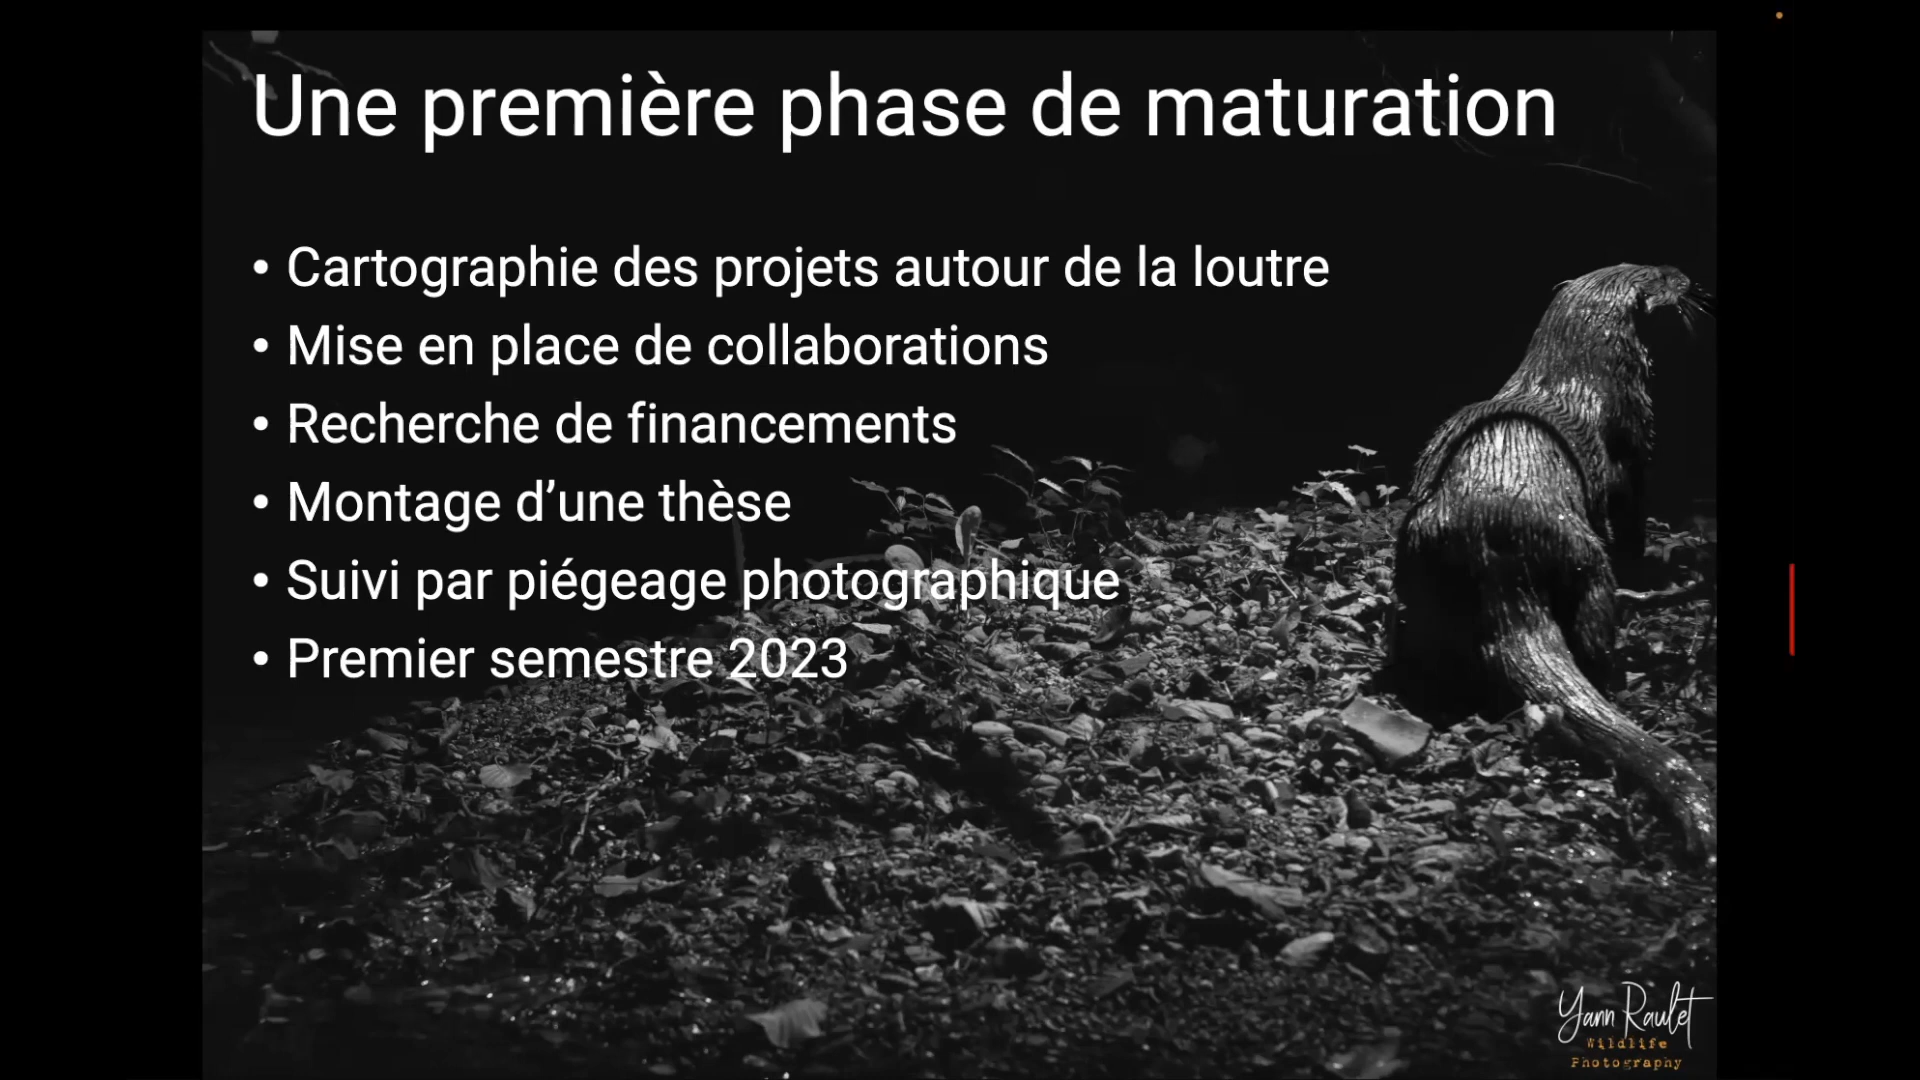 Une première phase de maturation
• Cartographie des projets autour de la loutre
• Mise en place de collaborations
• Recherche de financements
• Montage d’une thèse
• Suivi par piégeage photographique
• Premier semestre 2023
Yann Raulet
Wildlife
Photography